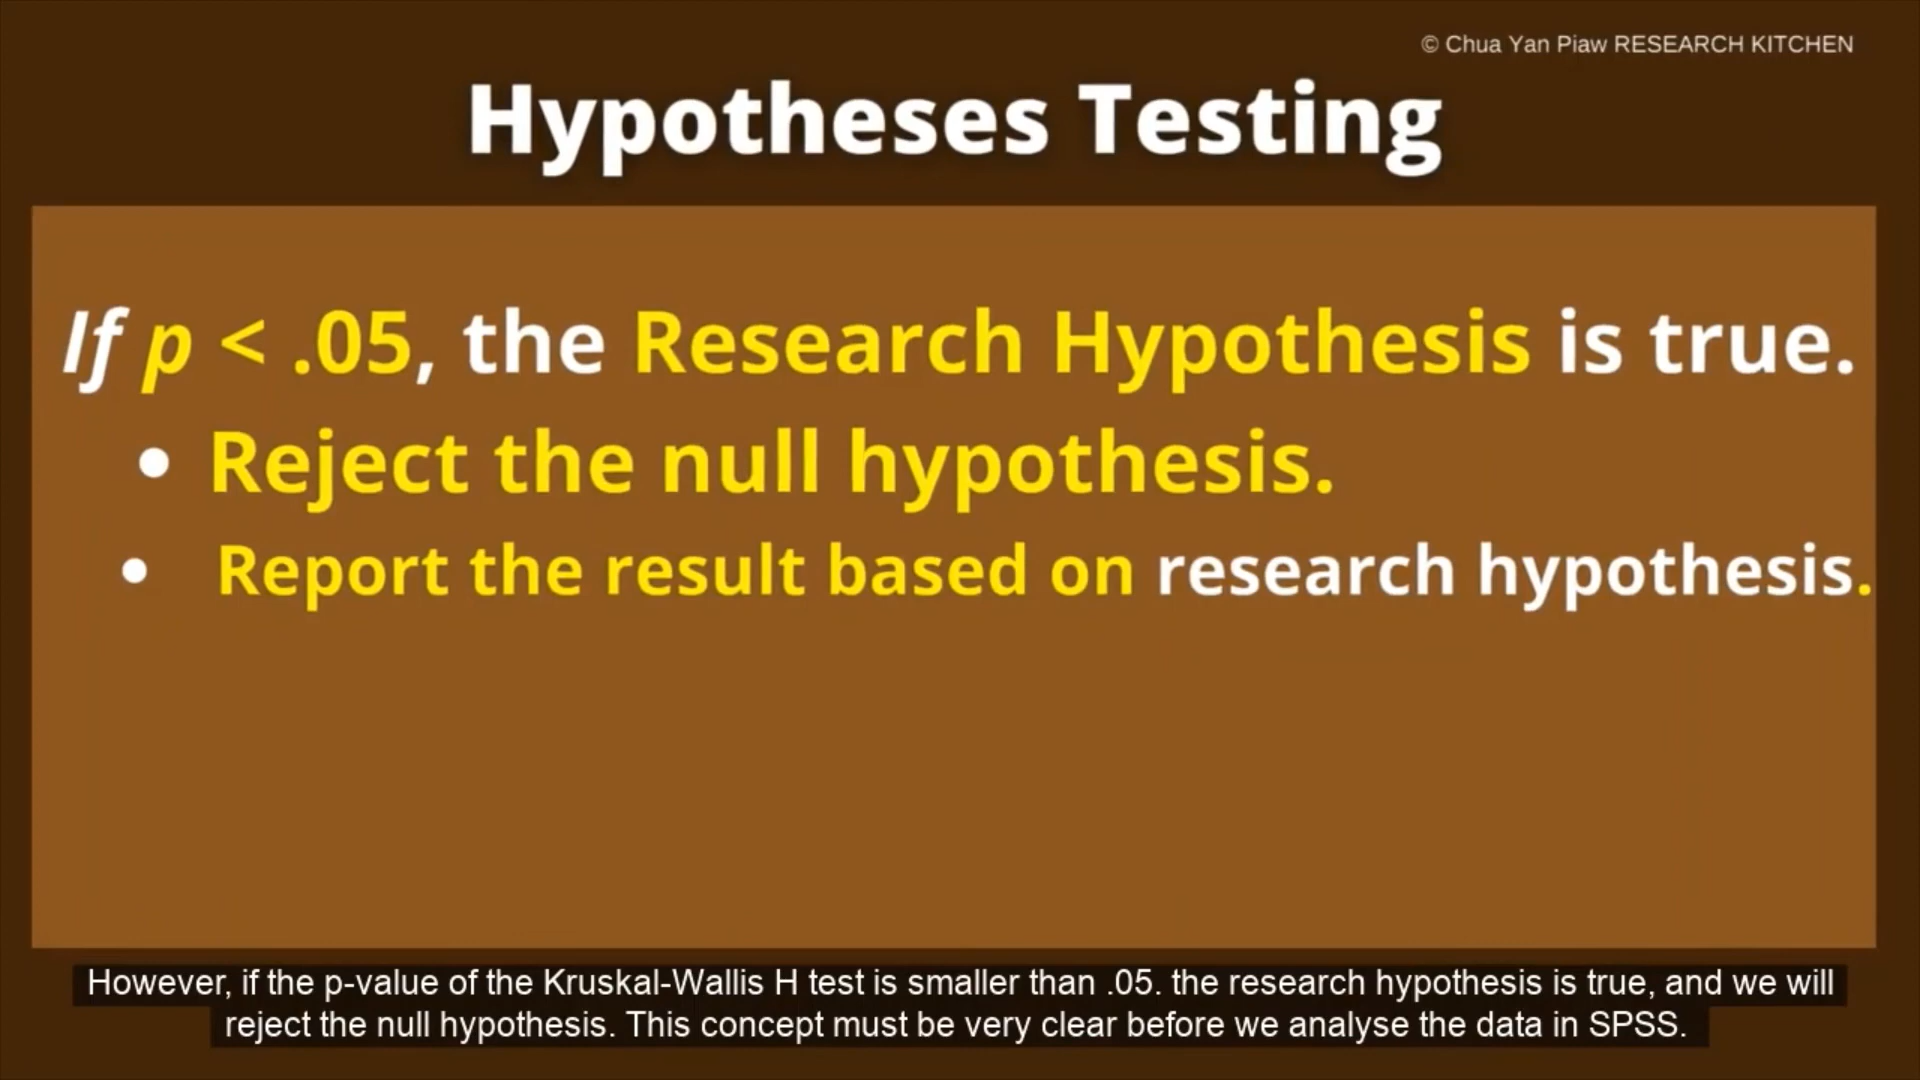 © Chua Yan Piaw RESEARCH KITCHEN
Hypotheses Testing
If p < .05, the Research Hypothesis is true.
• Reject the null hypothesis.
• Report the result based on research hypothesis.
However, if the p-value of the Kruskal-Wallis H test is smaller than .05. the research hypothesis is true, and we will
reject the null hypothesis. This concept must be very clear before we analyse the data in SPSS.